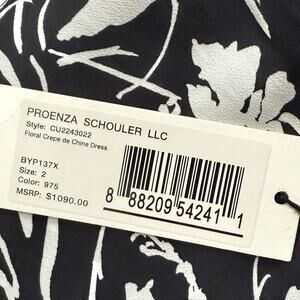 PROENZA SCHOULER LLC
Style: CU2243022
Floral Crepe de Chine Dress
BYP137X
Size: 2
Color: 975
MSRP: $1090.00
8 88209 54241 1